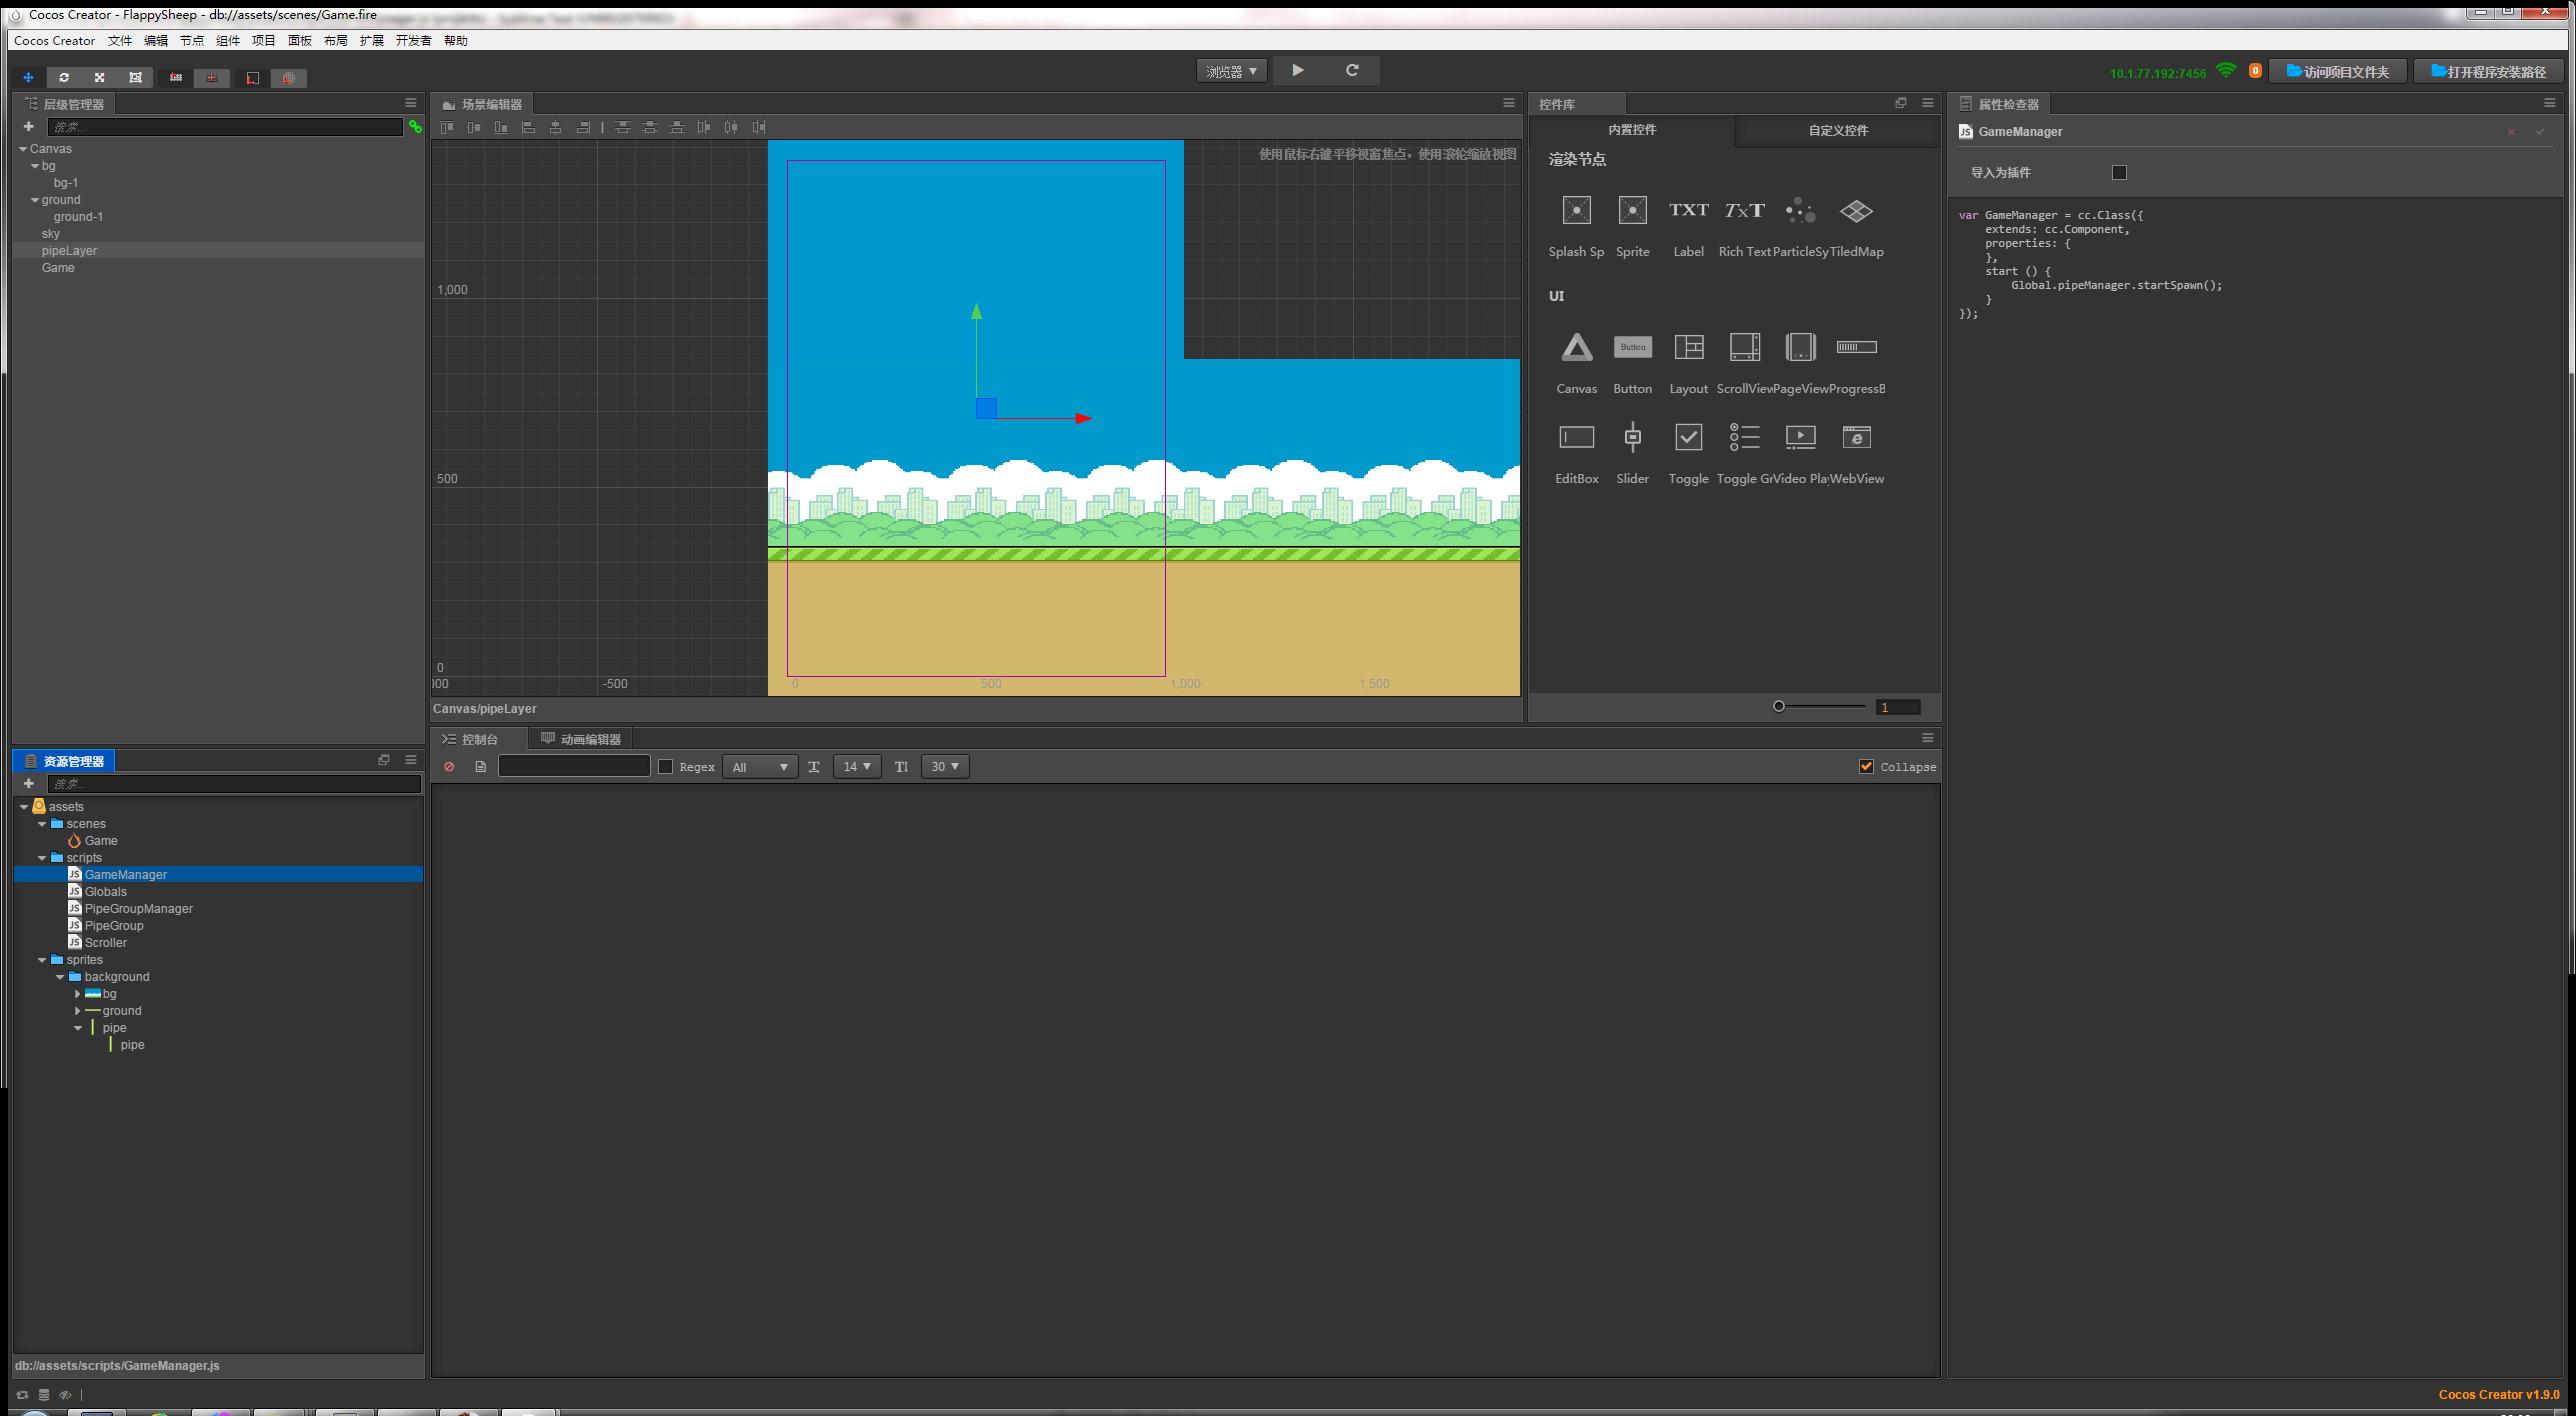 Cocos Creator - FlappySheep - db://assets/scenes/Game.fire
Cocos Creator 文件 编辑 节点 组件 项目 面板 布局 扩展 开发者 帮助
浏览器
10.1.77.192:7456
0
访问项目文件夹
打开程序安装路径
层级管理器
搜索...
Canvas
bg
bg-1
ground
ground-1
sky
pipeLayer
Game
场景编辑器
使用鼠标右键平移视窗焦点，使用滚轮缩放视图
1,000
500
0
-500
0
500
1,000
1,500
Canvas/pipeLayer
控件库
内置控件
自定义控件
渲染节点
Splash Sp
Sprite
TXT
TxT
Label
Rich Text
ParticleSy
TiledMap
UI
Button
Canvas
Button
Layout
ScrollView
PageView
ProgressB
EditBox
Slider
Toggle
Toggle Gr
Video Play
WebView
1
属性检查器
JS GameManager
导入为插件
var GameManager = cc.Class({
    extends: cc.Component,
    properties: {
    },
    start () {
        Global.pipeManager.startSpawn();
    }
});
资源管理器
搜索...
assets
scenes
Game
scripts
JS GameManager
JS Globals
JS PipeGroupManager
JS PipeGroup
JS Scroller
sprites
background
bg
ground
pipe
pipe
db://assets/scripts/GameManager.js
控制台
动画编辑器
Regex
All
14
30
Collapse
Cocos Creator v1.9.0